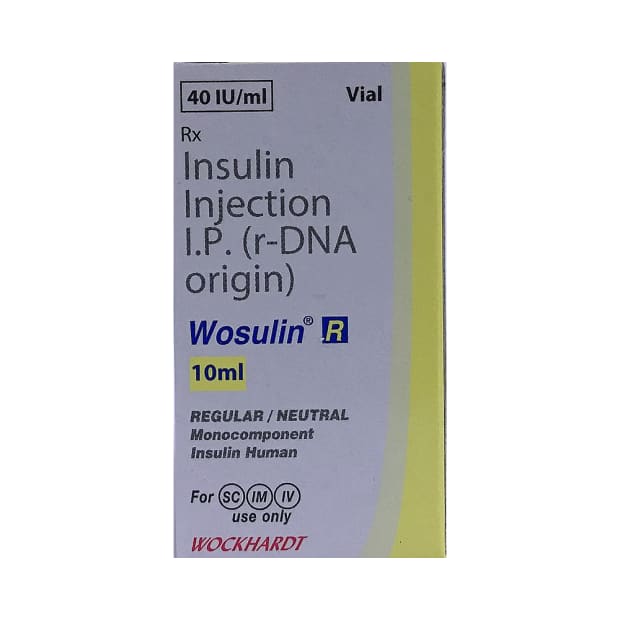 40 IU/ml Vial
Rx
Insulin
Injection
I.P. (r-DNA
origin)
Wosulin® R
10ml
REGULAR / NEUTRAL
Monocomponent
Insulin Human
For SC IM IV
use only
WOCKHARDT